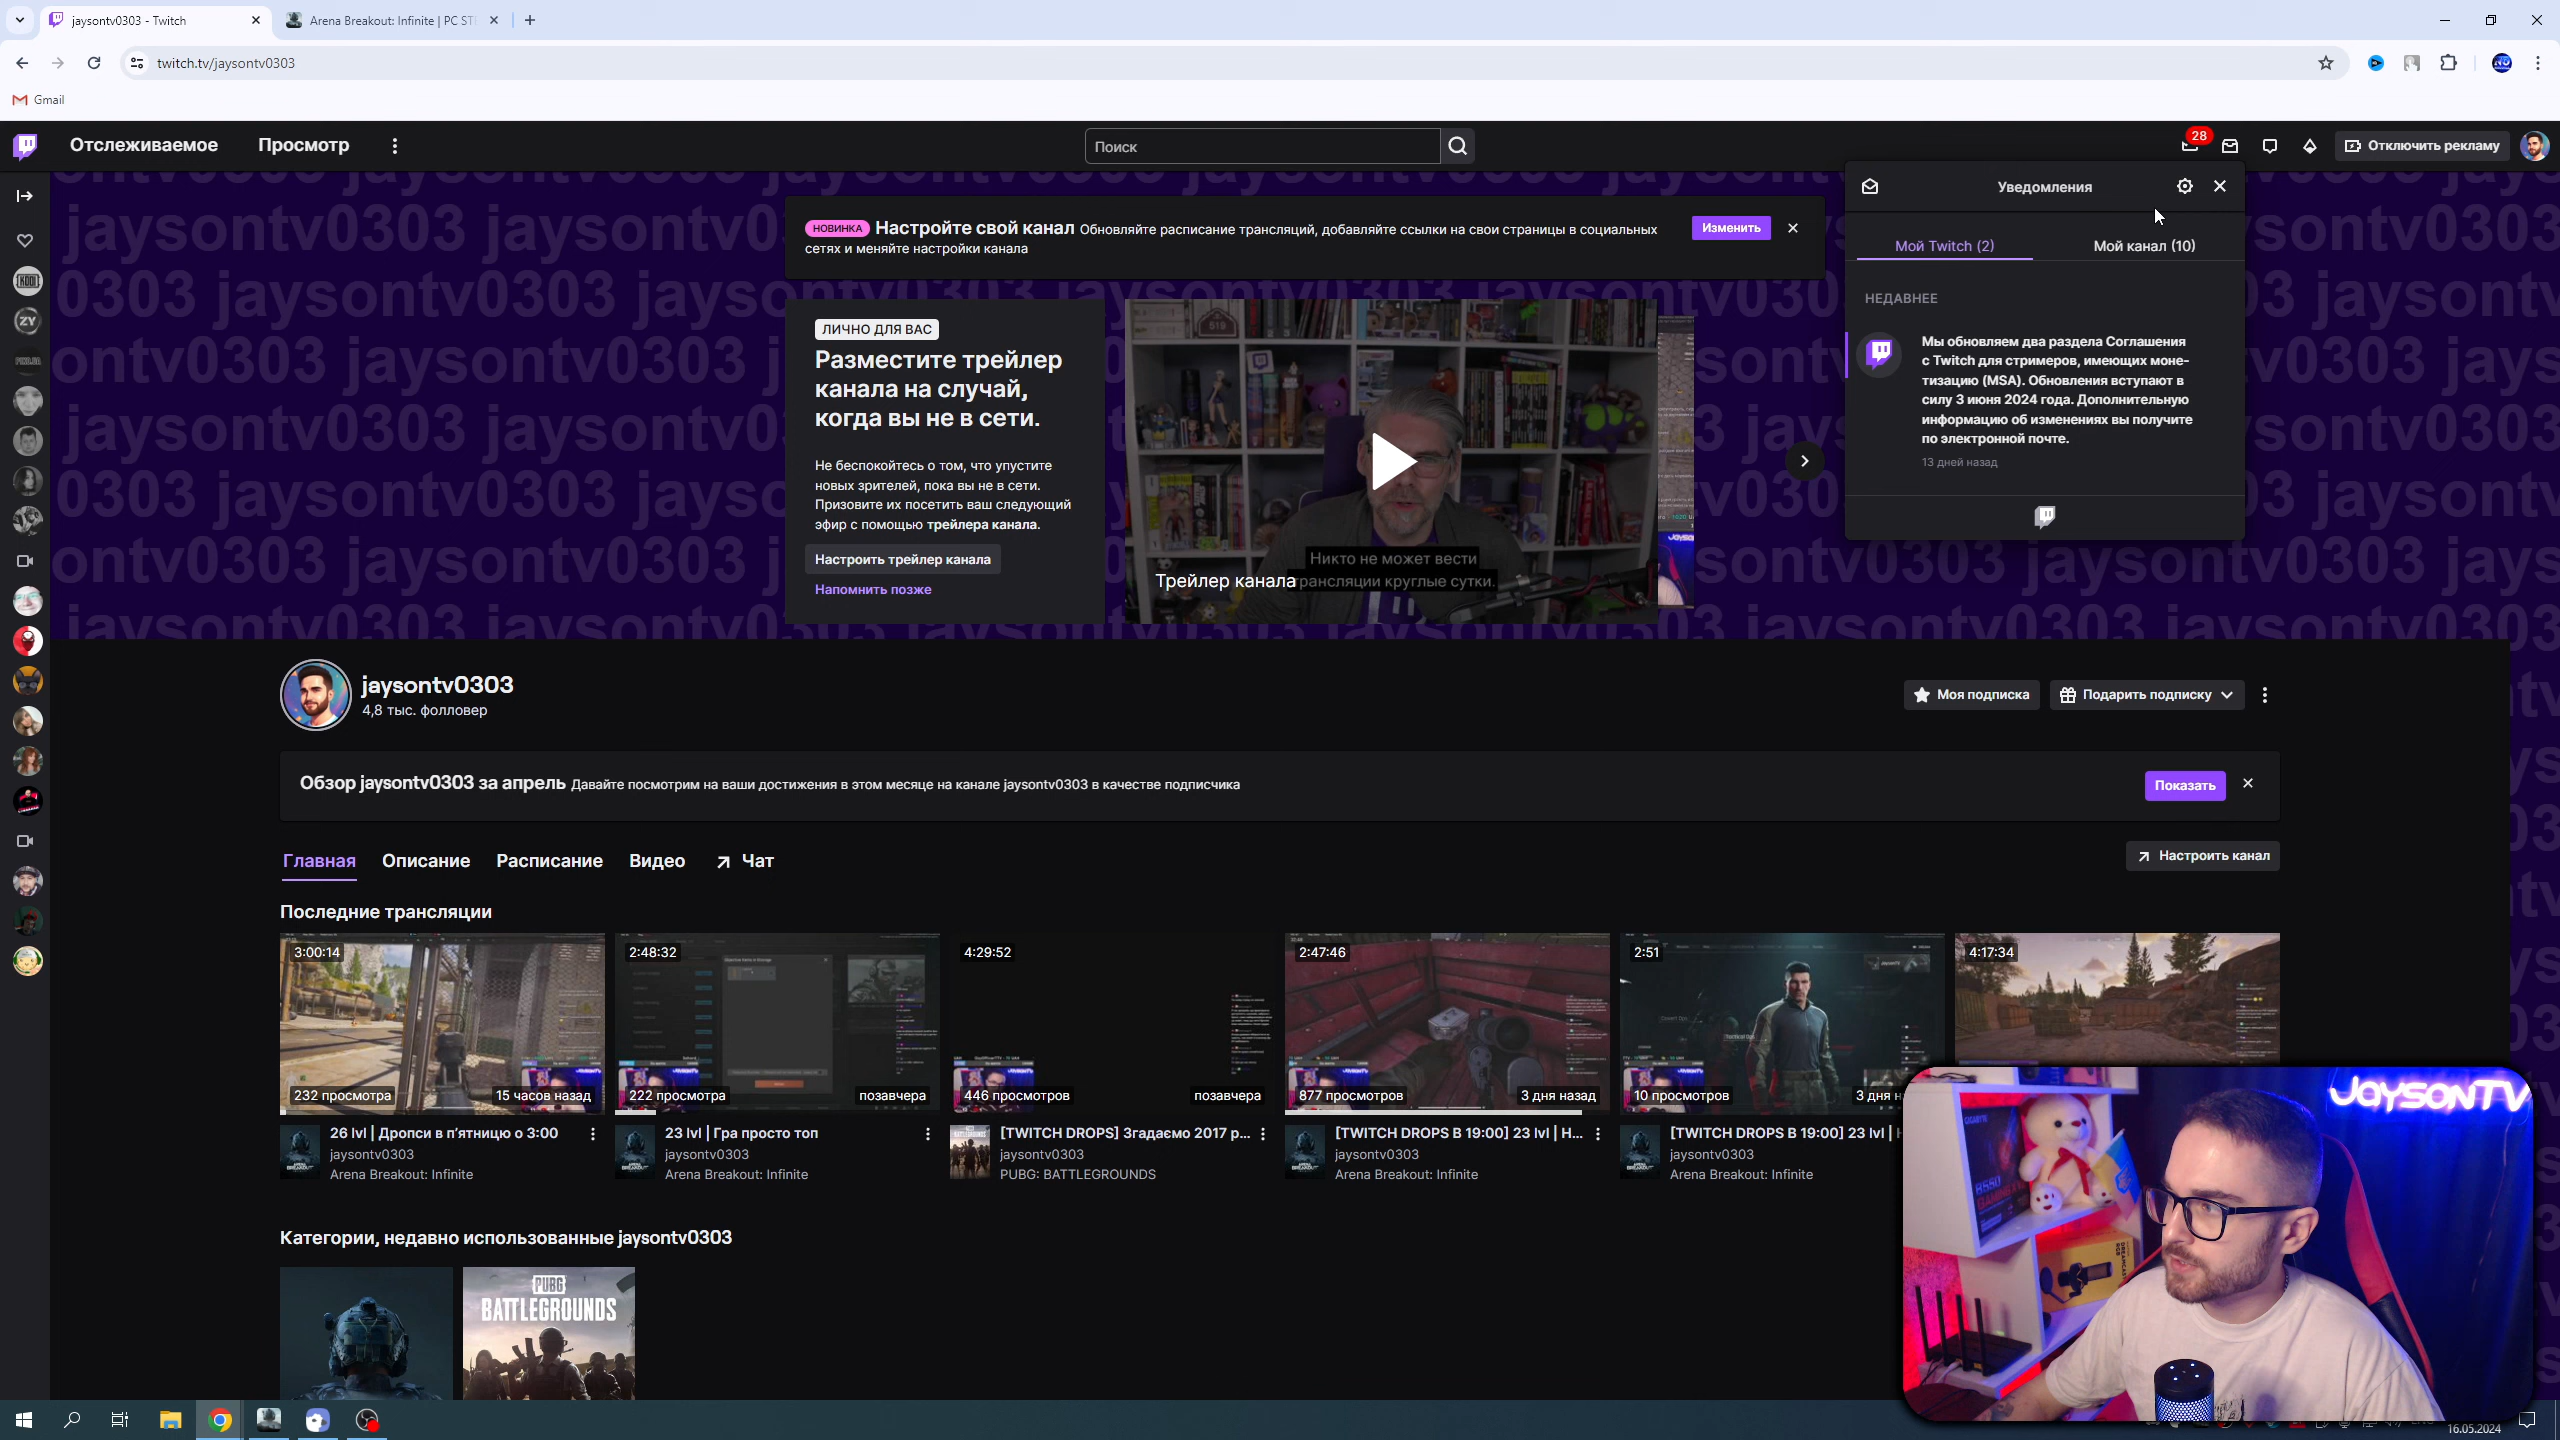 jaysontv0303 - Twitch
Arena Breakout: Infinite | PC ST
twitch.tv/jaysontv0303
Gmail
Отслеживаемое
Просмотр
Поиск
28
Отключить рекламу
НОВИНКА Настройте свой канал Обновляйте расписание трансляций, добавляйте ссылки на свои страницы в социальных
сетях и меняйте настройки канала
Изменить
Уведомления
Мой Twitch (2)
Мой канал (10)
НЕДАВНЕЕ
Мы обновляем два раздела Соглашения
с Twitch для стримеров, имеющих моне-
тизацию (MSA). Обновления вступают в
силу 3 июня 2024 года. Дополнительную
информацию об изменениях вы получите
по электронной почте.
13 дней назад
ЛИЧНО ДЛЯ ВАС
Разместите трейлер
канала на случай,
когда вы не в сети.
Не беспокойтесь о том, что упустите
новых зрителей, пока вы не в сети.
Призовите их посетить ваш следующий
эфир с помощью трейлера канала.
Настроить трейлер канала
Напомнить позже
Никто не может вести
трансляции круглые сутки.
Трейлер канала
jaysontv0303
4,8 тыс. фолловер
Моя подписка
Подарить подписку
Обзор jaysontv0303 за апрель Давайте посмотрим на ваши достижения в этом месяце на канале jaysontv0303 в качестве подписчика
Показать
Главная
Описание
Расписание
Видео
Чат
Настроить канал
Последние трансляции
3:00:14
2:48:32
4:29:52
2:47:46
2:51
4:17:34
232 просмотра
15 часов назад
222 просмотра
позавчера
446 просмотров
позавчера
877 просмотров
3 дня назад
10 просмотров
3 дня н
26 lvl | Дропси в п'ятницю о 3:00
jaysontv0303
Arena Breakout: Infinite
23 lvl | Гра просто топ
jaysontv0303
Arena Breakout: Infinite
[TWITCH DROPS] Згадаємо 2017 р...
jaysontv0303
PUBG: BATTLEGROUNDS
[TWITCH DROPS В 19:00] 23 lvl | Н...
jaysontv0303
Arena Breakout: Infinite
[TWITCH DROPS В 19:00] 23 lvl | Н
jaysontv0303
Arena Breakout: Infinite
Категории, недавно использованные jaysontv0303
PUBG
BATTLEGROUNDS
JAYSONTV
16.05.2024